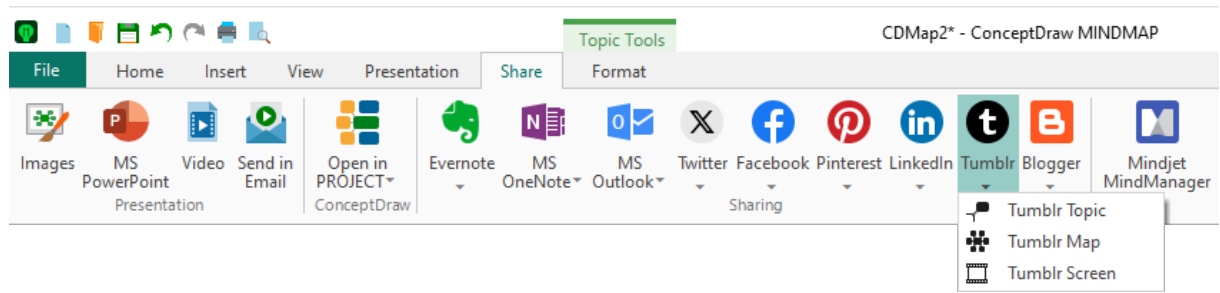 Topic Tools
CDMap2* - ConceptDraw MINDMAP
File Home Insert View Presentation Share Format
Images
MS PowerPoint
Video
Send in Email
Open in PROJECT
Evernote
MS OneNote
MS Outlook
Twitter
Facebook
Pinterest
LinkedIn
Tumblr
Blogger
Mindjet MindManager
Presentation
ConceptDraw
Sharing
Tumblr Topic
Tumblr Map
Tumblr Screen